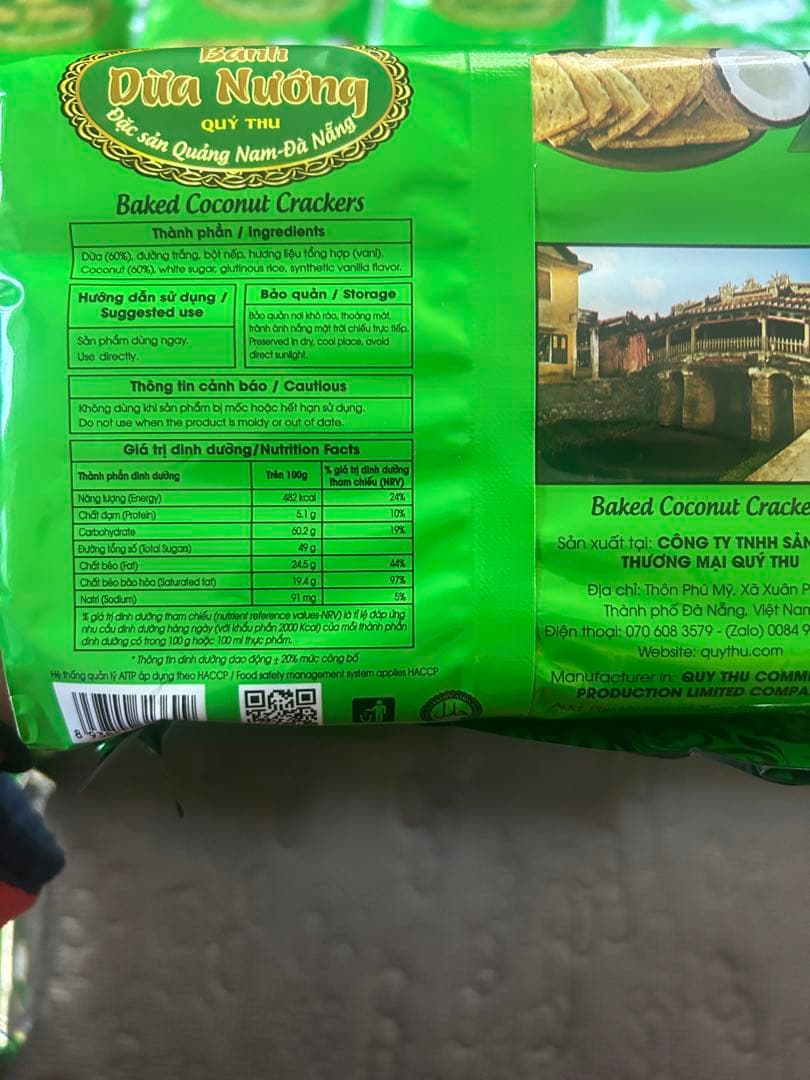 Bánh
Dừa Nướng
QUÝ THU
Đặc sản Quảng Nam-Đà Nẵng
Baked Coconut Crackers
Thành phần / Ingredients
Dừa (60%), đường trắng, bột nếp, hương liệu tổng hợp (vani).
Coconut (60%), white sugar, glutinous rice, synthetic vanilla flavor.
Hướng dẫn sử dụng /
Suggested use
Sản phẩm dùng ngay.
Use directly.
Bảo quản / Storage
Bảo quản nơi khô ráo, thoáng mát,
tránh ánh nắng mặt trời chiếu trực tiếp.
Preserved in dry, cool place, avoid
direct sunlight.
Thông tin cảnh báo / Cautious
Không dùng khi sản phẩm bị mốc hoặc hết hạn sử dụng.
Do not use when the product is moldy or out of date.
Giá trị dinh dưỡng/Nutrition Facts
Thành phần dinh dưỡng Trên 100g % giá trị dinh dưỡng
tham chiếu (NRV)
Năng lượng (Energy) 482 kcal 24%
Chất đạm (Protein) 5.1 g 10%
Carbohydrate 60.2 g 19%
Đường tổng số (Total Sugars) 49 g
Chất béo (Fat) 24.5 g 44%
Chất béo bão hòa (Saturated fat) 19.4 g 97%
Natri (Sodium) 91 mg 5%
% giá trị dinh dưỡng tham chiếu (nutrient reference values-NRV) là tỉ lệ đáp ứng
nhu cầu dinh dưỡng hàng ngày (với khẩu phần 2000 Kcal) của mỗi thành phần
dinh dưỡng có trong 100 g hoặc 100 ml thực phẩm.
* Thông tin dinh dưỡng dao động ± 20% mức công bố
Hệ thống quản lý ATTP áp dụng theo HACCP / Food safety management system applies HACCP
Baked Coconut Cracke
Sản xuất tại: CÔNG TY TNHH SẢN
THƯƠNG MẠI QUÝ THU
Địa chỉ: Thôn Phú Mỹ, Xã Xuân P
Thành phố Đà Nẵng, Việt Nam
Điện thoại: 070 608 3579 - (Zalo) 0084 9
Website: quythu.com
Manufacturer in: QUY THU COMM
PRODUCTION LIMITED COMPA